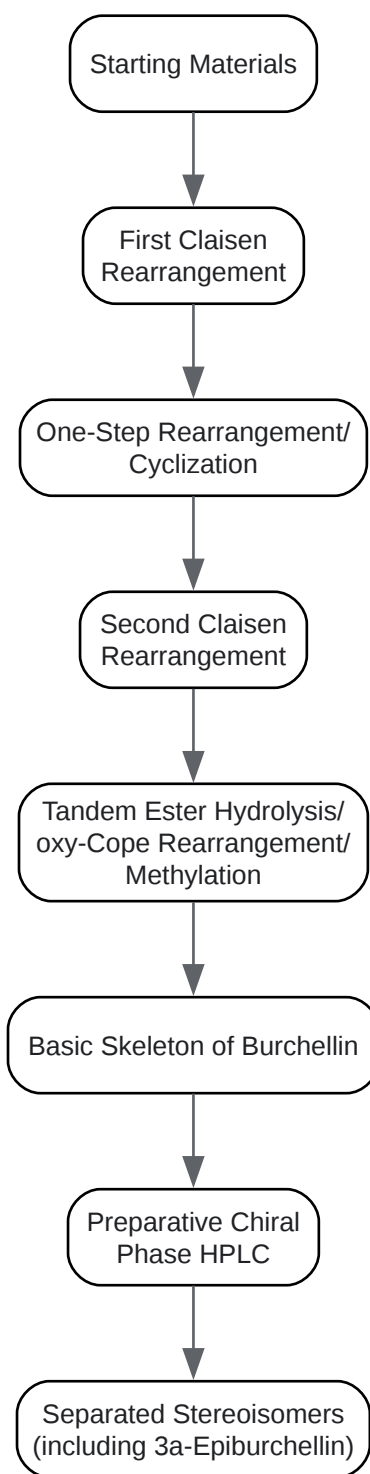 Starting Materials
First Claisen
Rearrangement
One-Step Rearrangement/
Cyclization
Second Claisen
Rearrangement
Tandem Ester Hydrolysis/
oxy-Cope Rearrangement/
Methylation
Basic Skeleton of Burchellin
Preparative Chiral
Phase HPLC
Separated Stereoisomers
(including 3a-Epiburchellin)